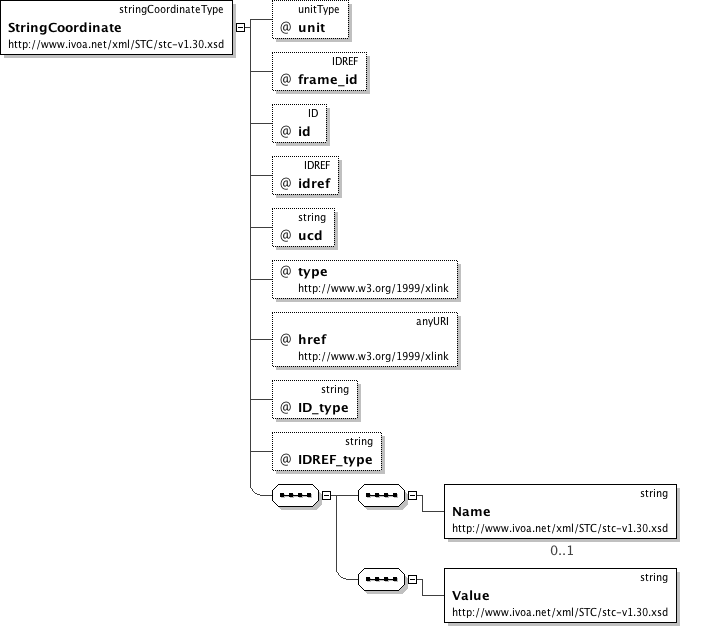 stringCoordinateType
StringCoordinate
http://www.ivoa.net/xml/STC/stc-v1.30.xsd
unitType
@ unit
IDREF
@ frame_id
ID
@ id
IDREF
@ idref
string
@ ucd
@ type
http://www.w3.org/1999/xlink
anyURI
@ href
http://www.w3.org/1999/xlink
string
@ ID_type
string
@ IDREF_type
string
Name
http://www.ivoa.net/xml/STC/stc-v1.30.xsd
0..1
string
Value
http://www.ivoa.net/xml/STC/stc-v1.30.xsd